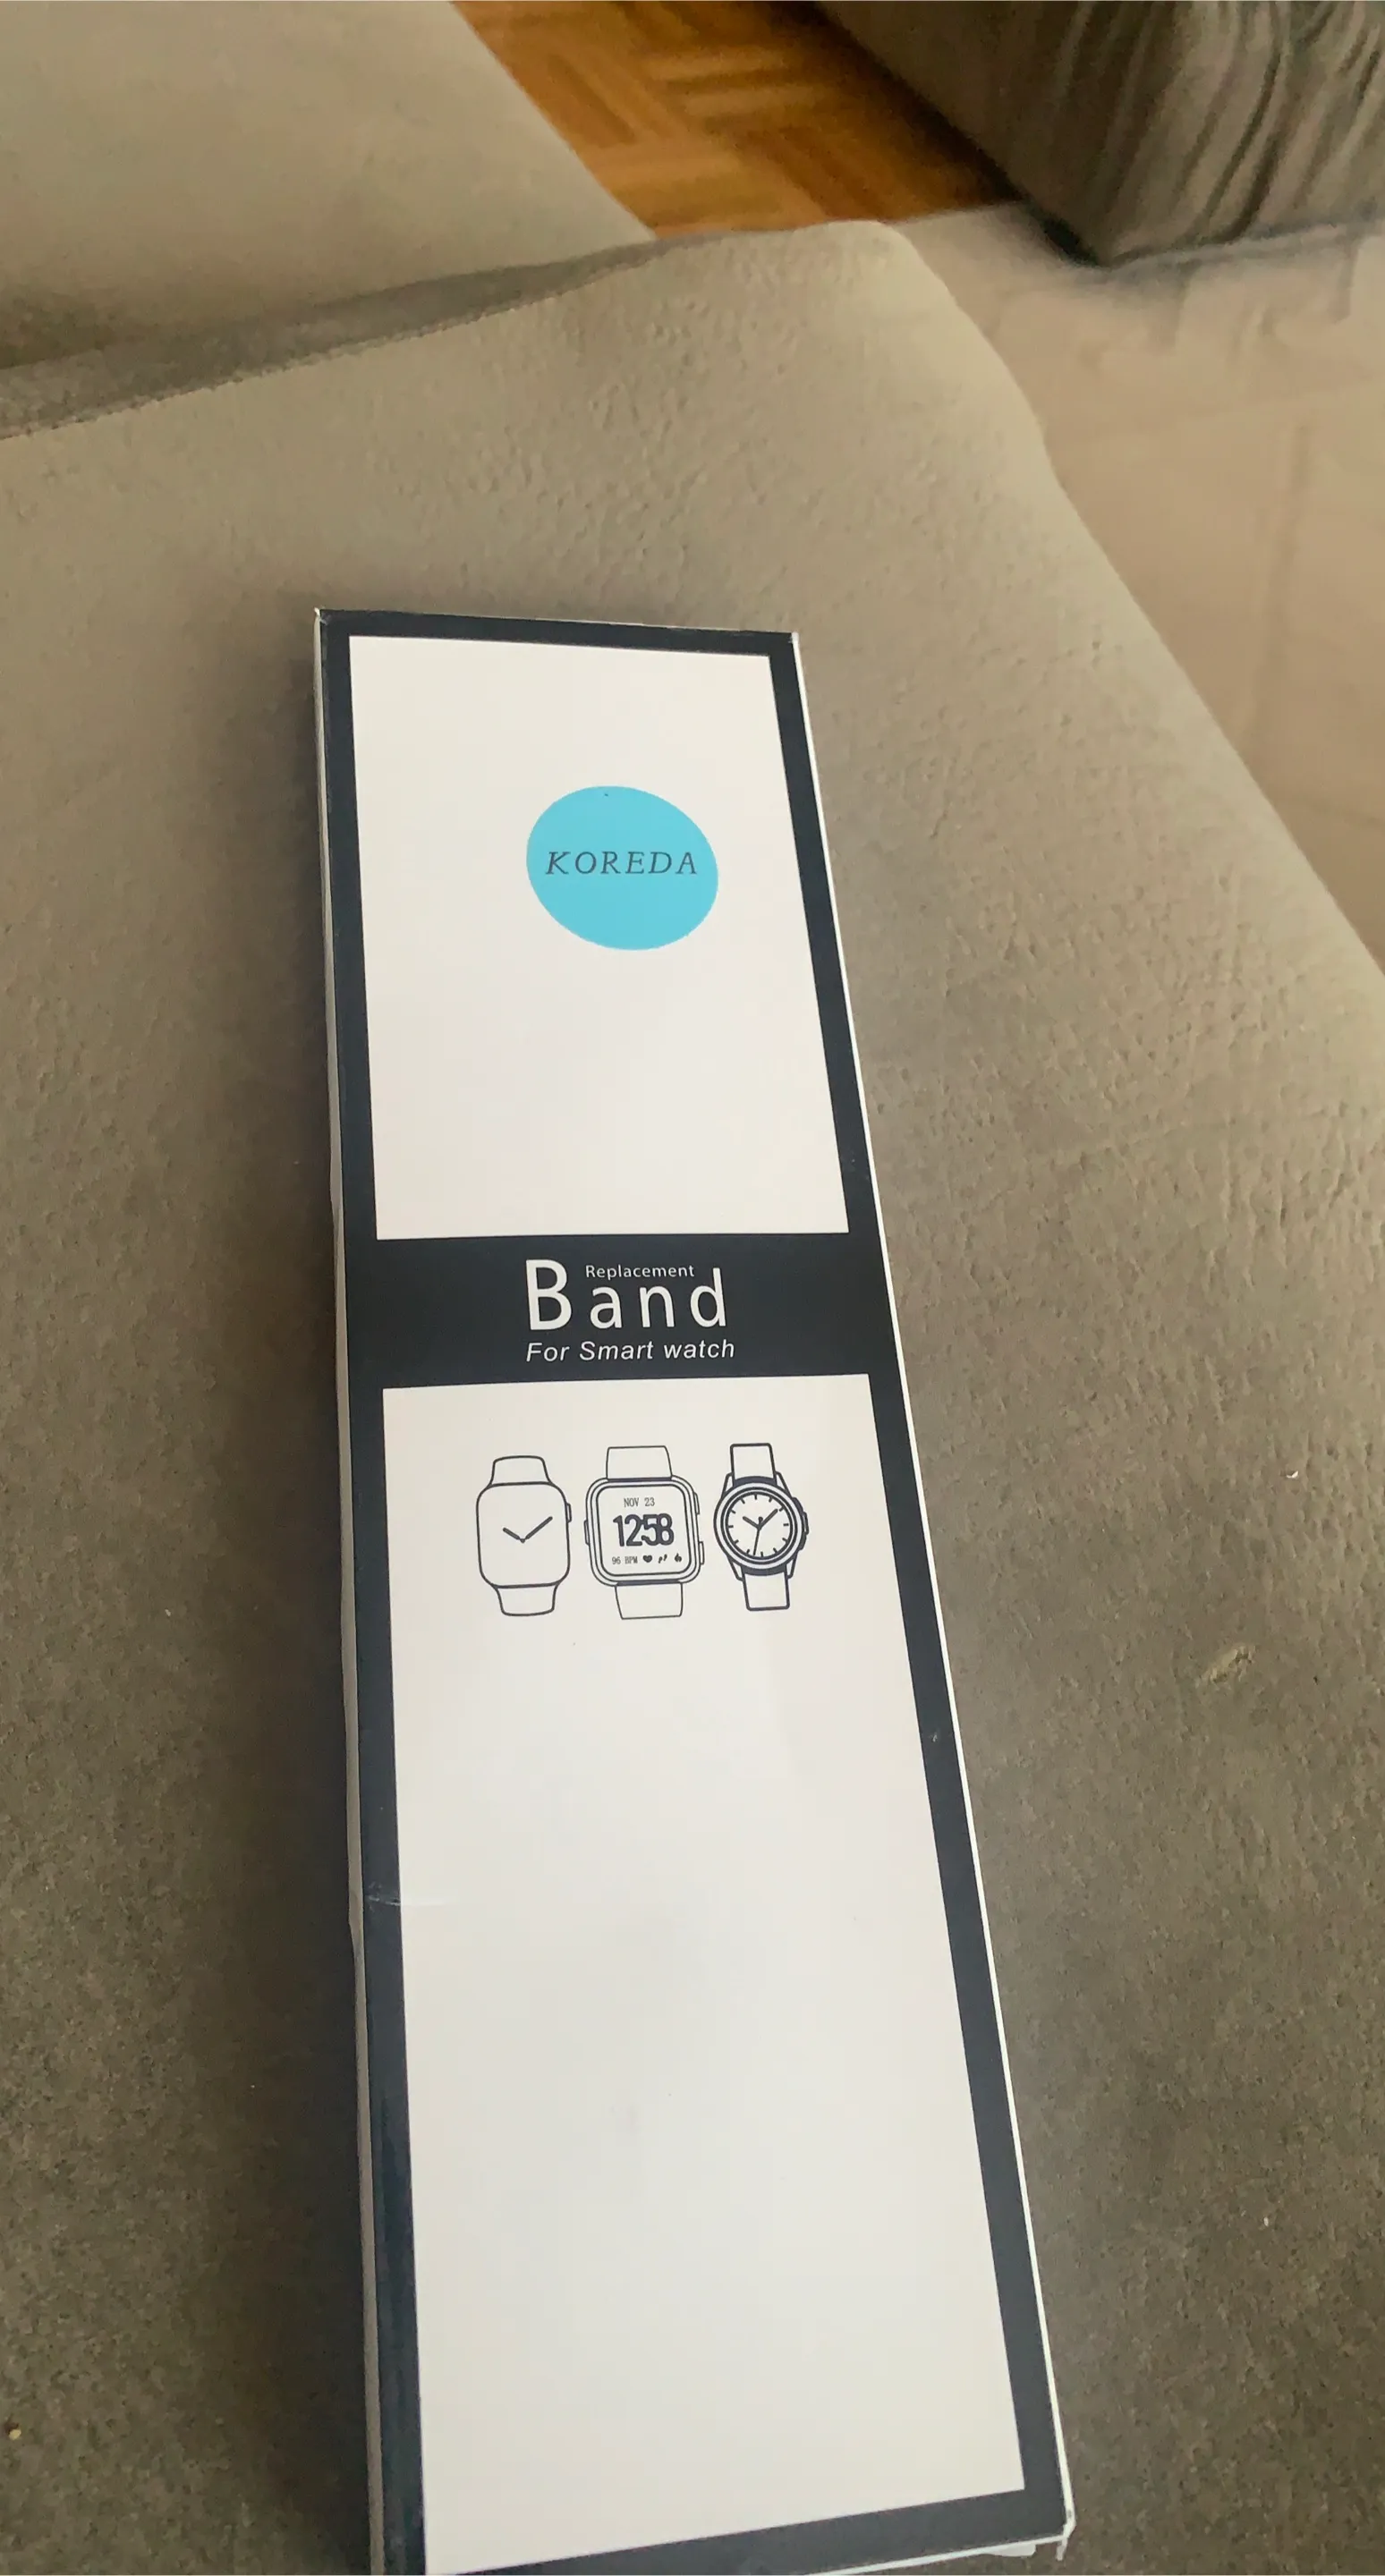 KOREDA
Replacement
Band
For Smart watch
NOV 23
1258
96 BPM